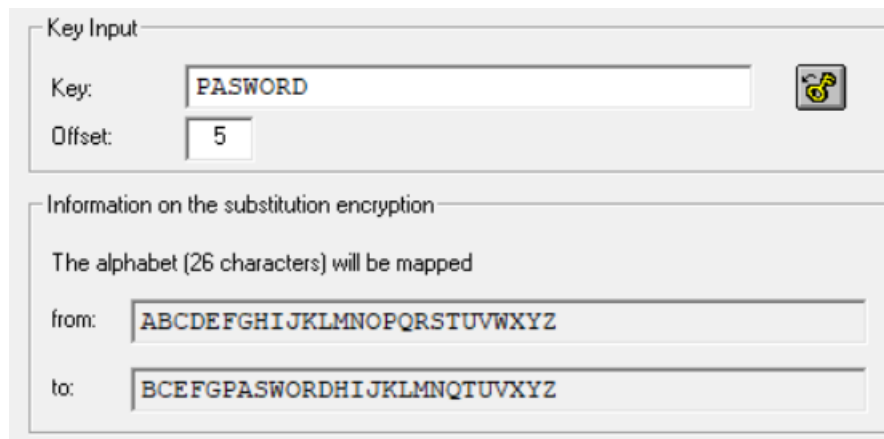 Key Input
Key: PASWORD
Offset: 5
Information on the substitution encryption
The alphabet (26 characters) will be mapped
from: ABCDEFGHIJKLMNOPQRSTUVWXYZ
to: BCEFGPASWORDHIJKLMNQTUVXYZ